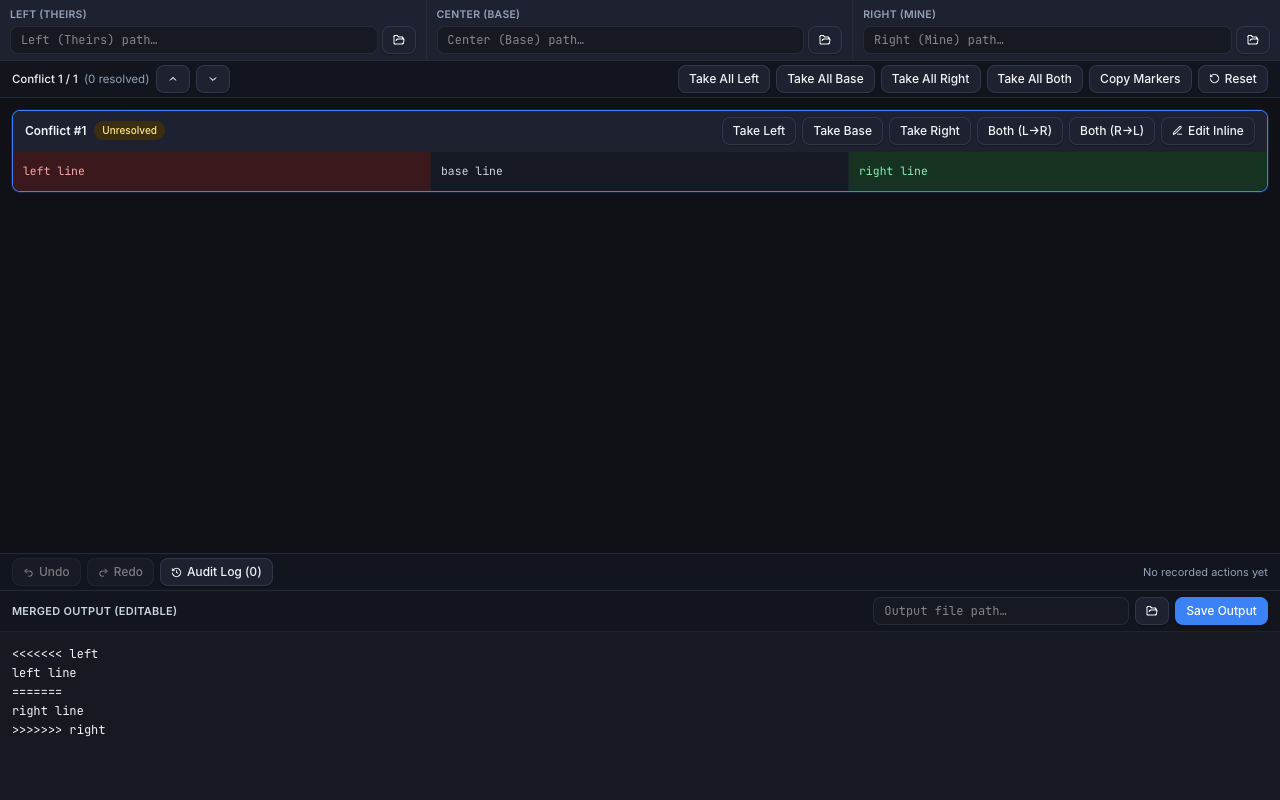 LEFT (THEIRS)
Left (Theirs) path…
CENTER (BASE)
Center (Base) path…
RIGHT (MINE)
Right (Mine) path…
Conflict 1 / 1 (0 resolved)
Take All Left
Take All Base
Take All Right
Take All Both
Copy Markers
Reset
Conflict #1
Unresolved
Take Left
Take Base
Take Right
Both (L→R)
Both (R→L)
Edit Inline
left line
base line
right line
Undo
Redo
Audit Log (0)
No recorded actions yet
MERGED OUTPUT (EDITABLE)
Output file path…
Save Output
<<<<<<< left
left line
=======
right line
>>>>>>> right